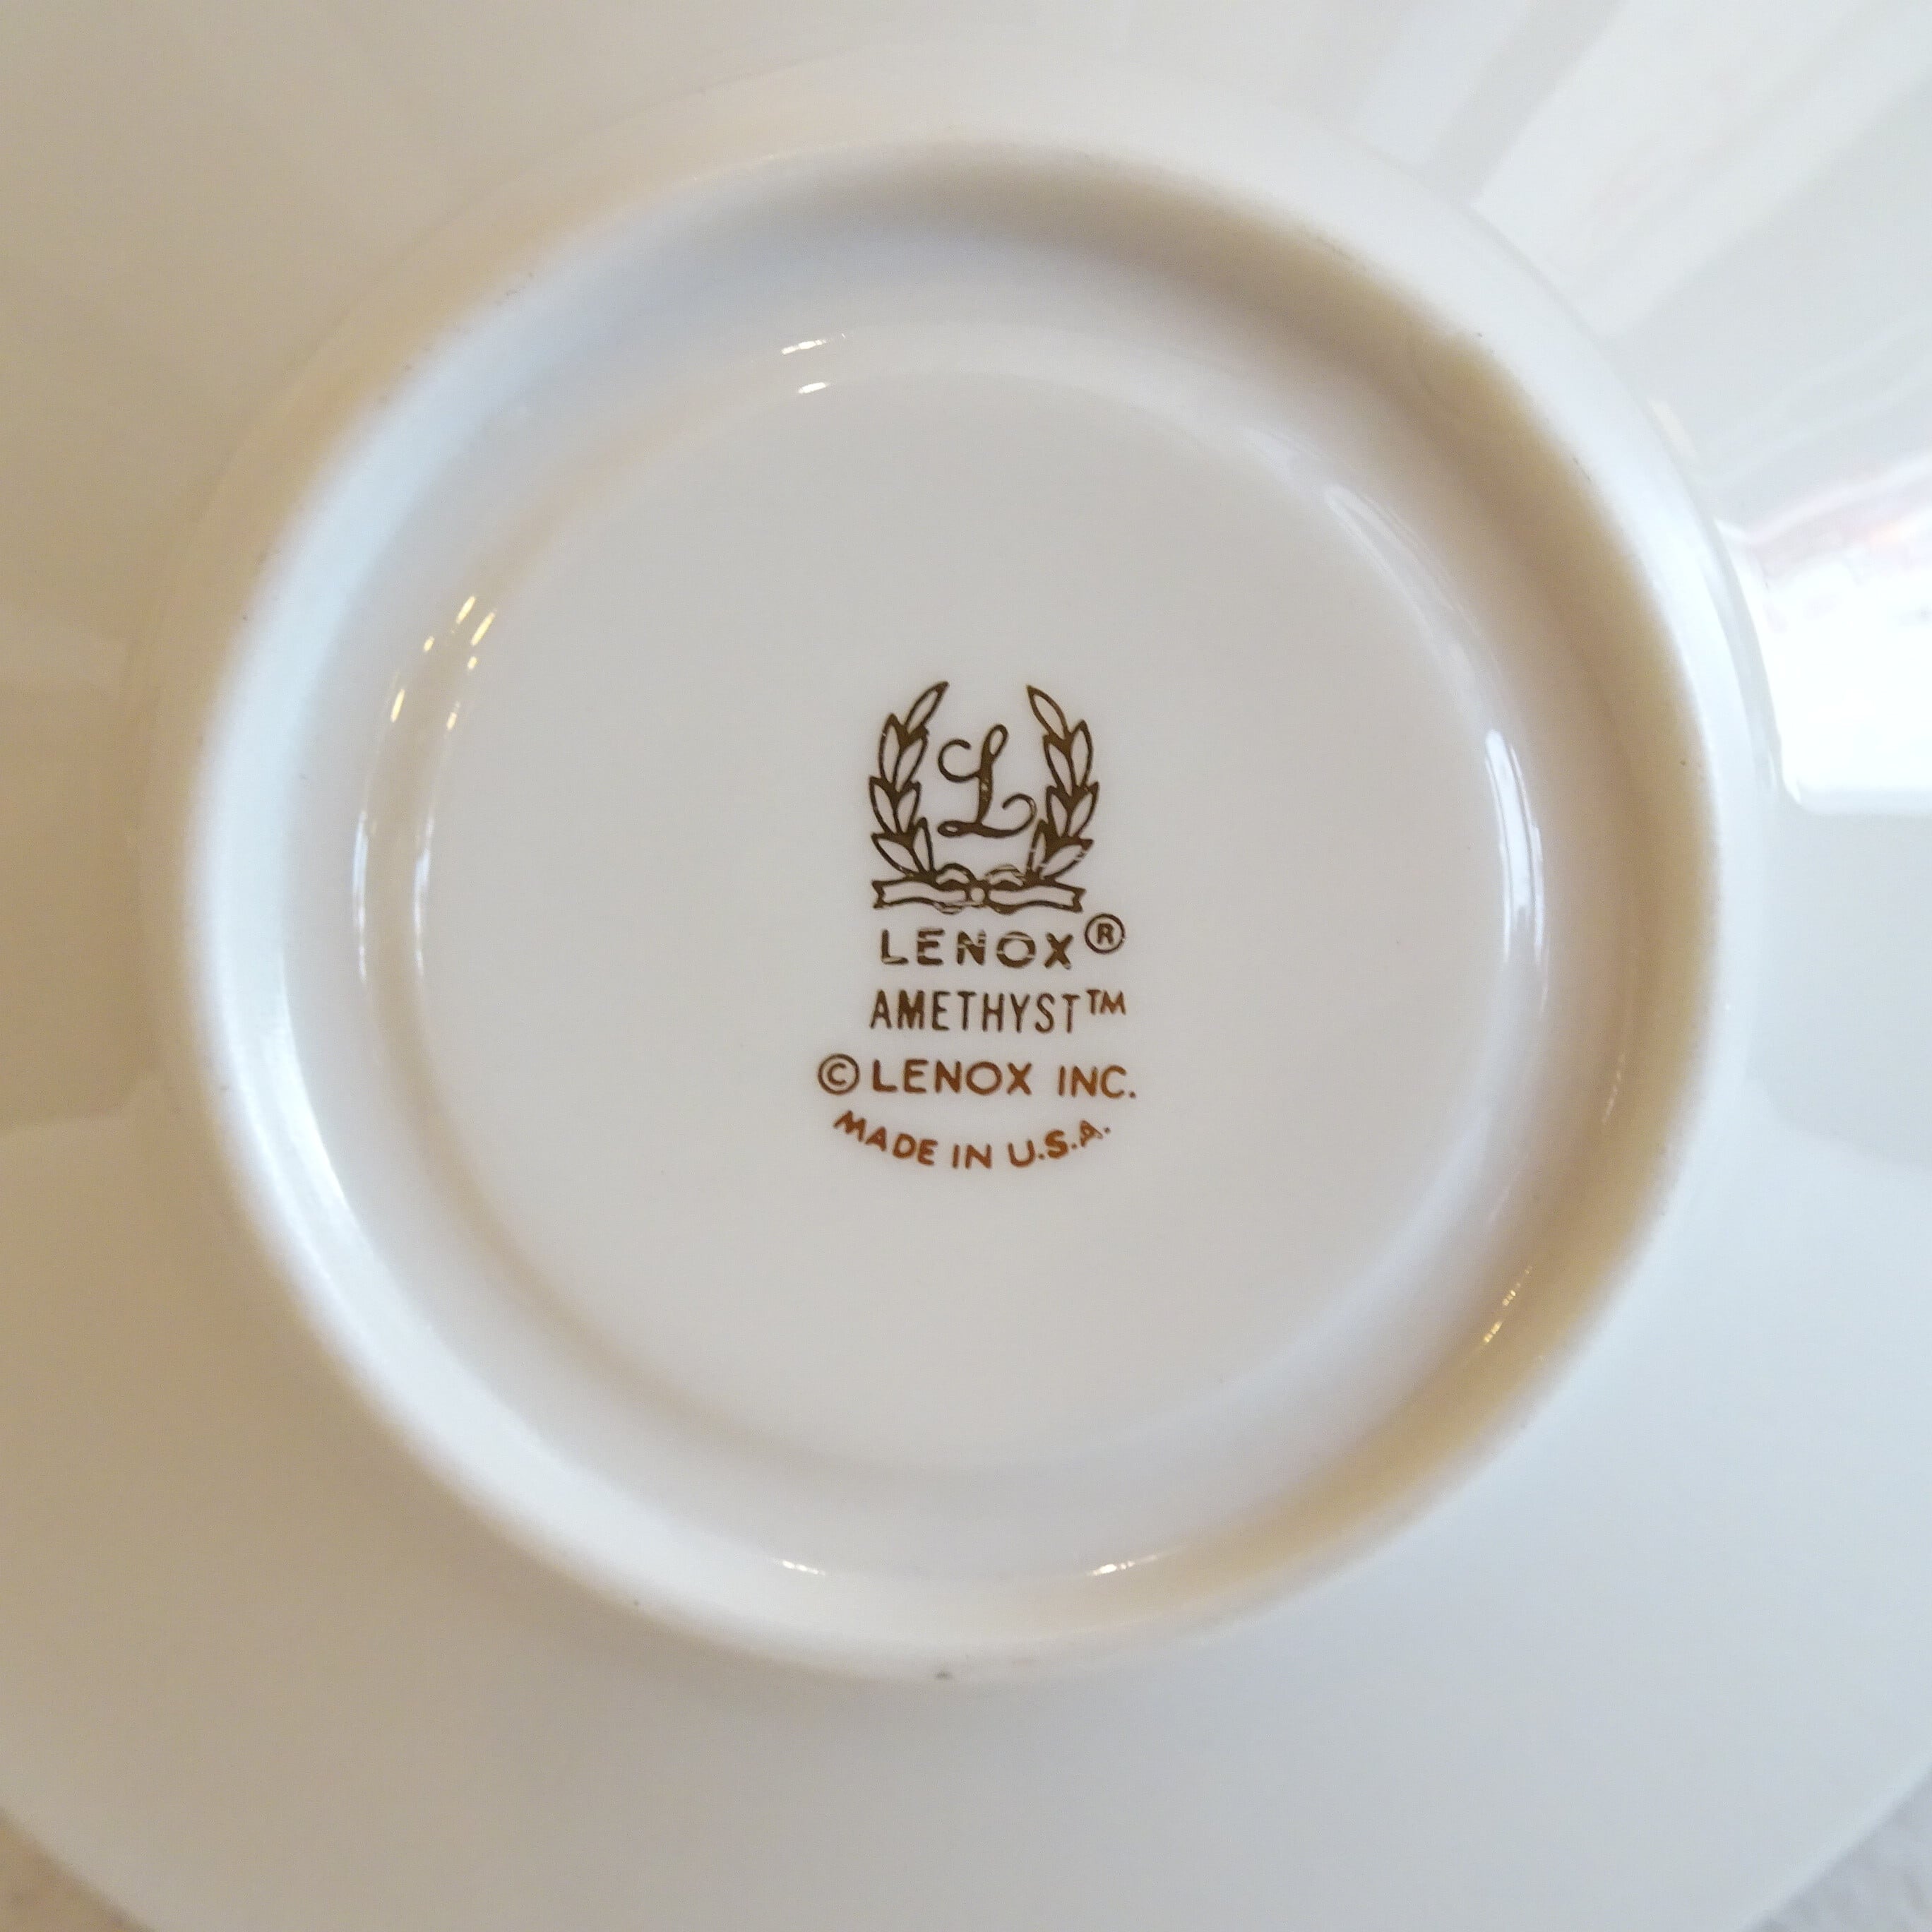 L
LENOX®
AMETHYST™
© LENOX INC.
MADE IN U.S.A.